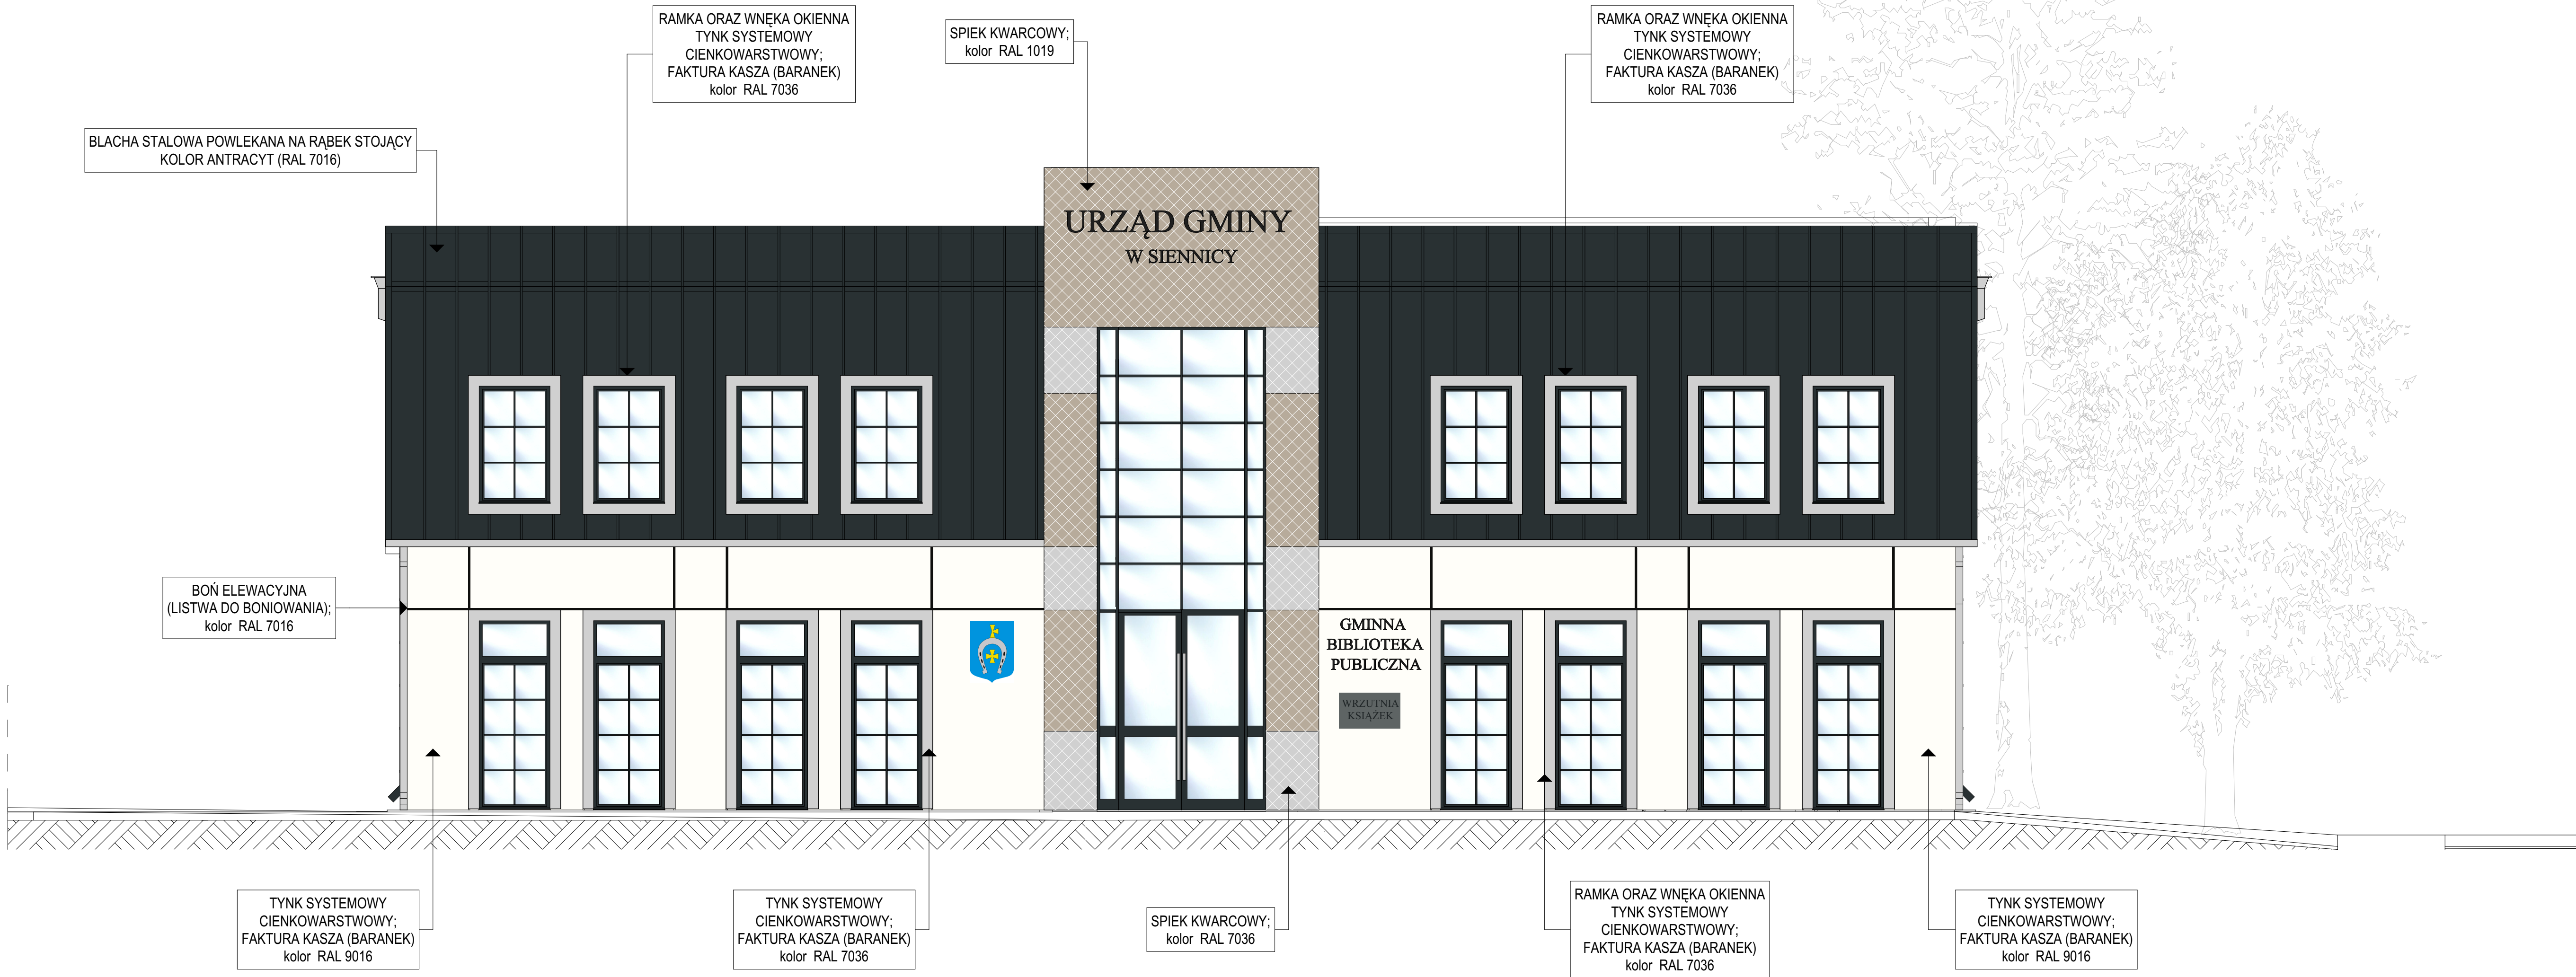 RAMKA ORAZ WNĘKA OKIENNA
TYNK SYSTEMOWY
CIENKOWARSTWOWY;
FAKTURA KASZA (BARANEK)
kolor RAL 7036
SPIEK KWARCOWY;
kolor RAL 1019
RAMKA ORAZ WNĘKA OKIENNA
TYNK SYSTEMOWY
CIENKOWARSTWOWY;
FAKTURA KASZA (BARANEK)
kolor RAL 7036
BLACHA STALOWA POWLEKANA NA RĄBEK STOJĄCY
KOLOR ANTRACYT (RAL 7016)
URZĄD GMINY
W SIENNICY
BOŃ ELEWACYJNA
(LISTWA DO BONIOWANIA);
kolor RAL 7016
GMINNA
BIBLIOTEKA
PUBLICZNA
WRZUTNIA
KSIĄŻEK
TYNK SYSTEMOWY
CIENKOWARSTWOWY;
FAKTURA KASZA (BARANEK)
kolor RAL 9016
TYNK SYSTEMOWY
CIENKOWARSTWOWY;
FAKTURA KASZA (BARANEK)
kolor RAL 7036
SPIEK KWARCOWY;
kolor RAL 7036
RAMKA ORAZ WNĘKA OKIENNA
TYNK SYSTEMOWY
CIENKOWARSTWOWY;
FAKTURA KASZA (BARANEK)
kolor RAL 7036
TYNK SYSTEMOWY
CIENKOWARSTWOWY;
FAKTURA KASZA (BARANEK)
kolor RAL 9016